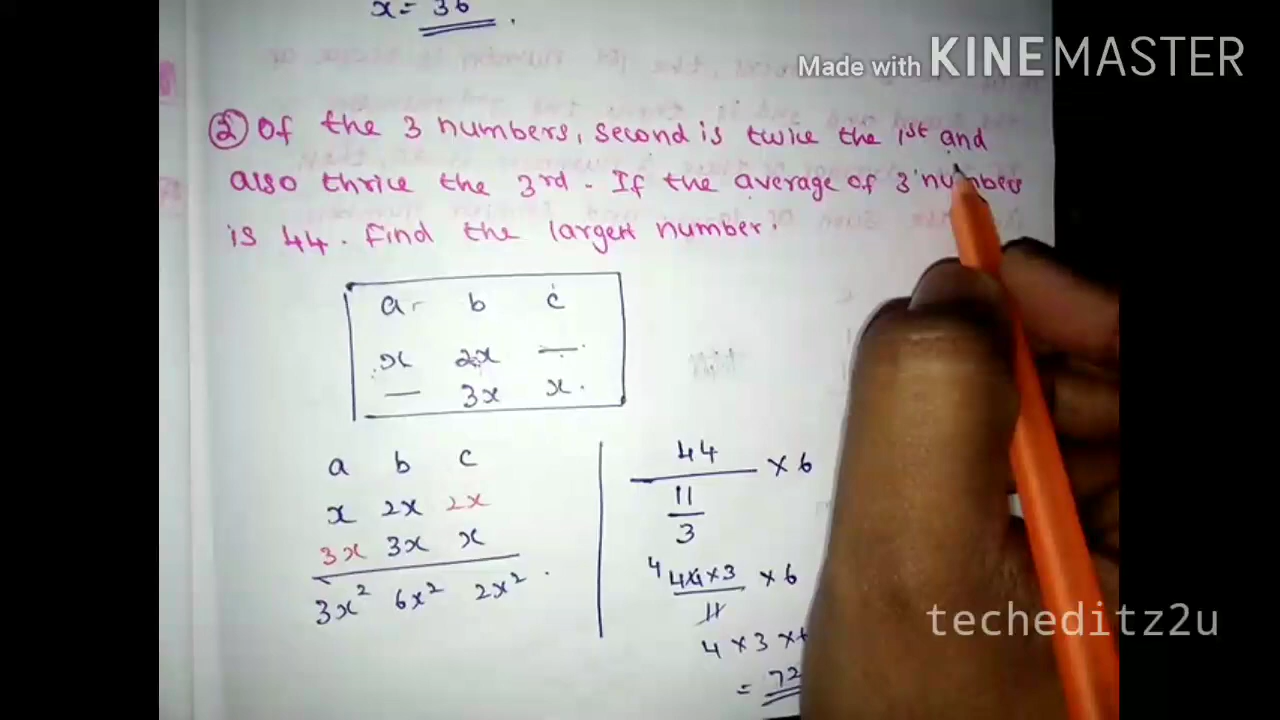 x = 36
Made with KINEMASTER
② Of the 3 numbers, second is twice the 1st and
also thrice the 3rd. If the average of 3 numbers
is 44. Find the largest number.
a b c
x 2x —
— 3x x
a b c
x 2x 2x
3x 3x x
3x² 6x² 2x²
44 × 6
11
3
4 44×3 × 6
11
4 × 3 ×
= 72
techeditz2u